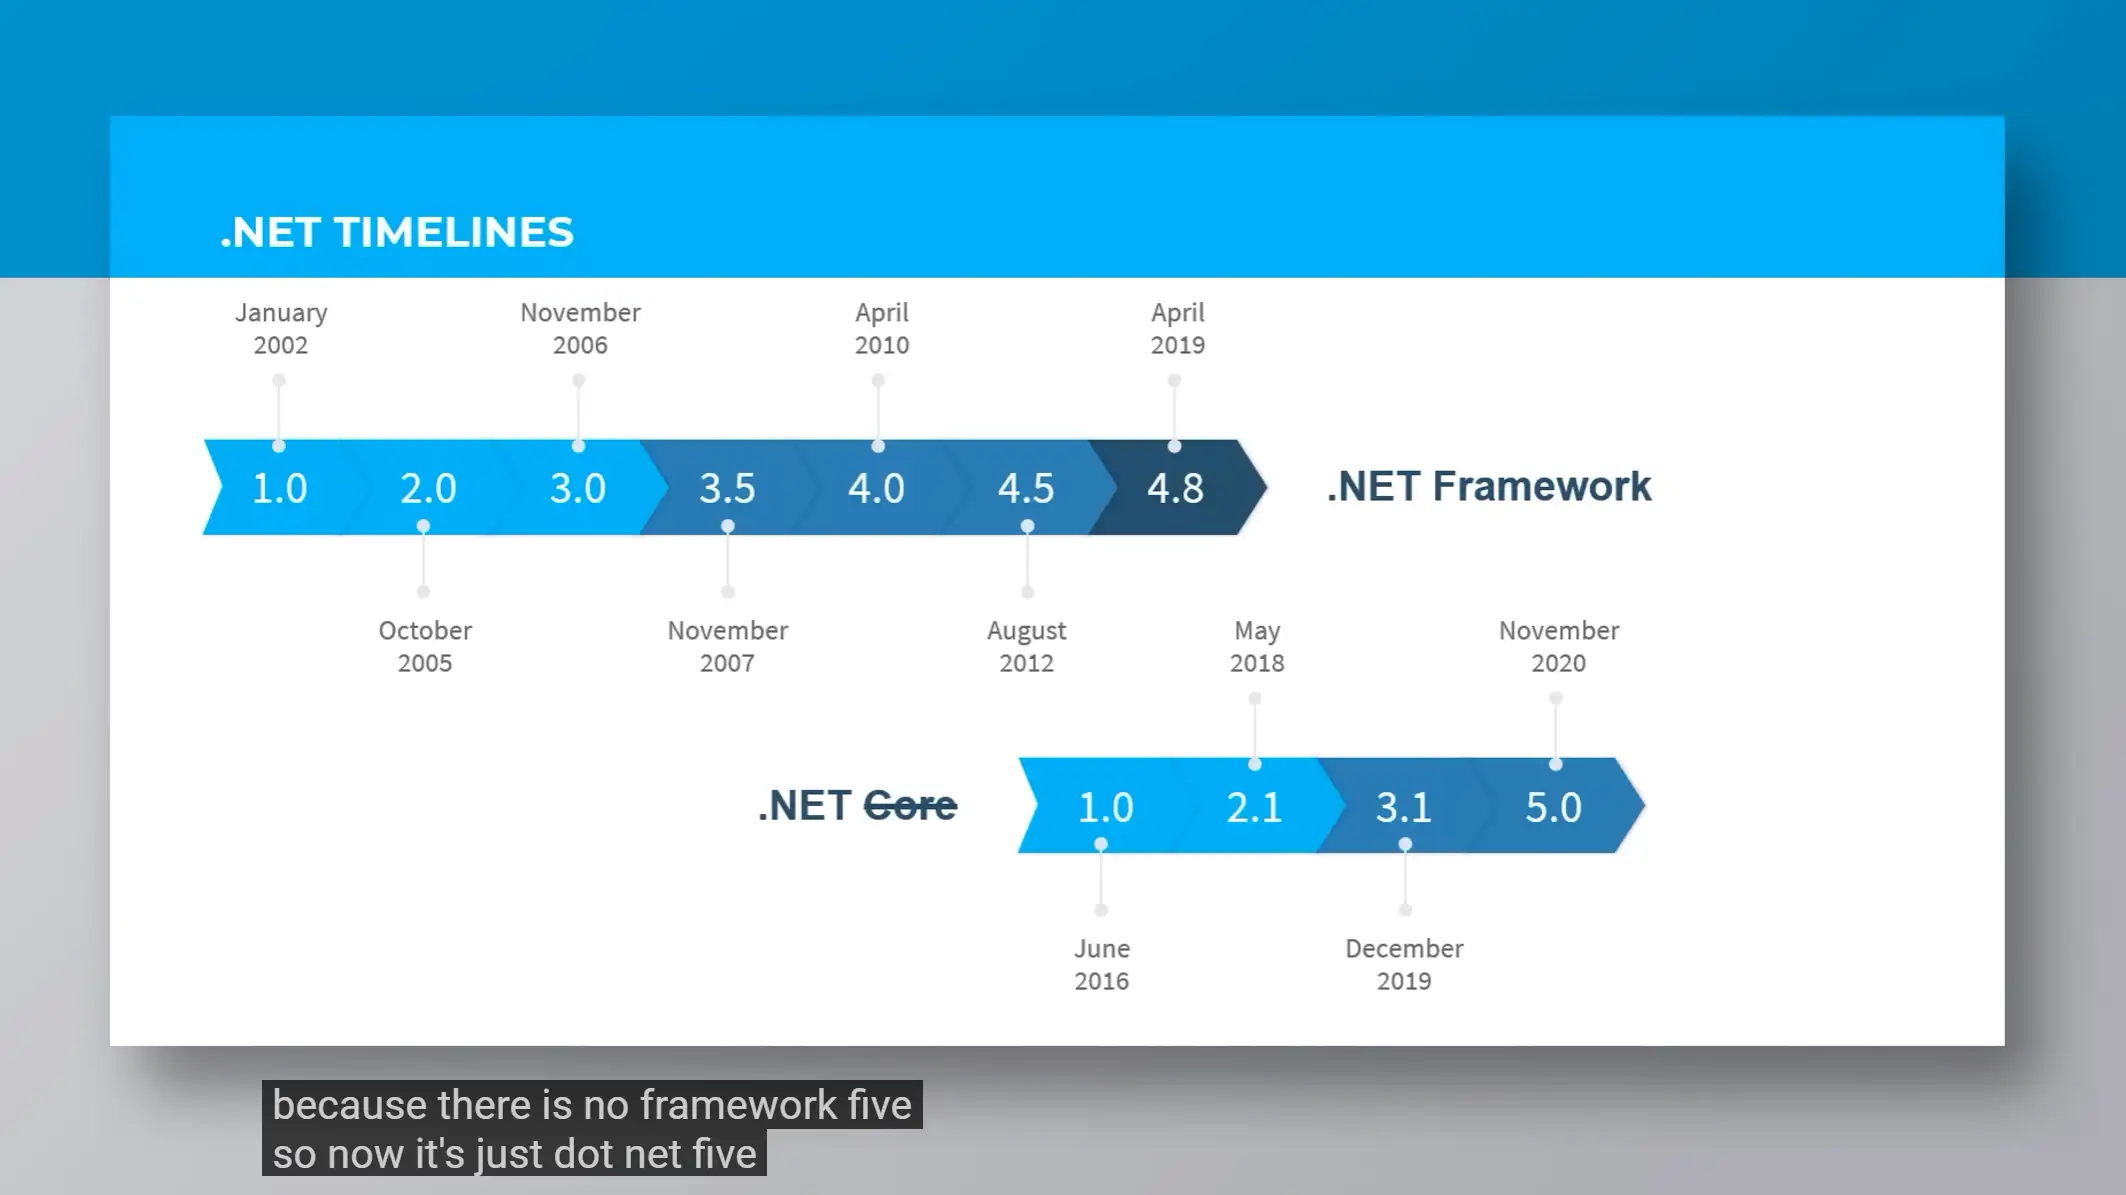 .NET TIMELINES
January
2002
November
2006
April
2010
April
2019
1.0
2.0
3.0
3.5
4.0
4.5
4.8
.NET Framework
October
2005
November
2007
August
2012
May
2018
November
2020
.NET Core
1.0
2.1
3.1
5.0
June
2016
December
2019
because there is no framework five
so now it's just dot net five